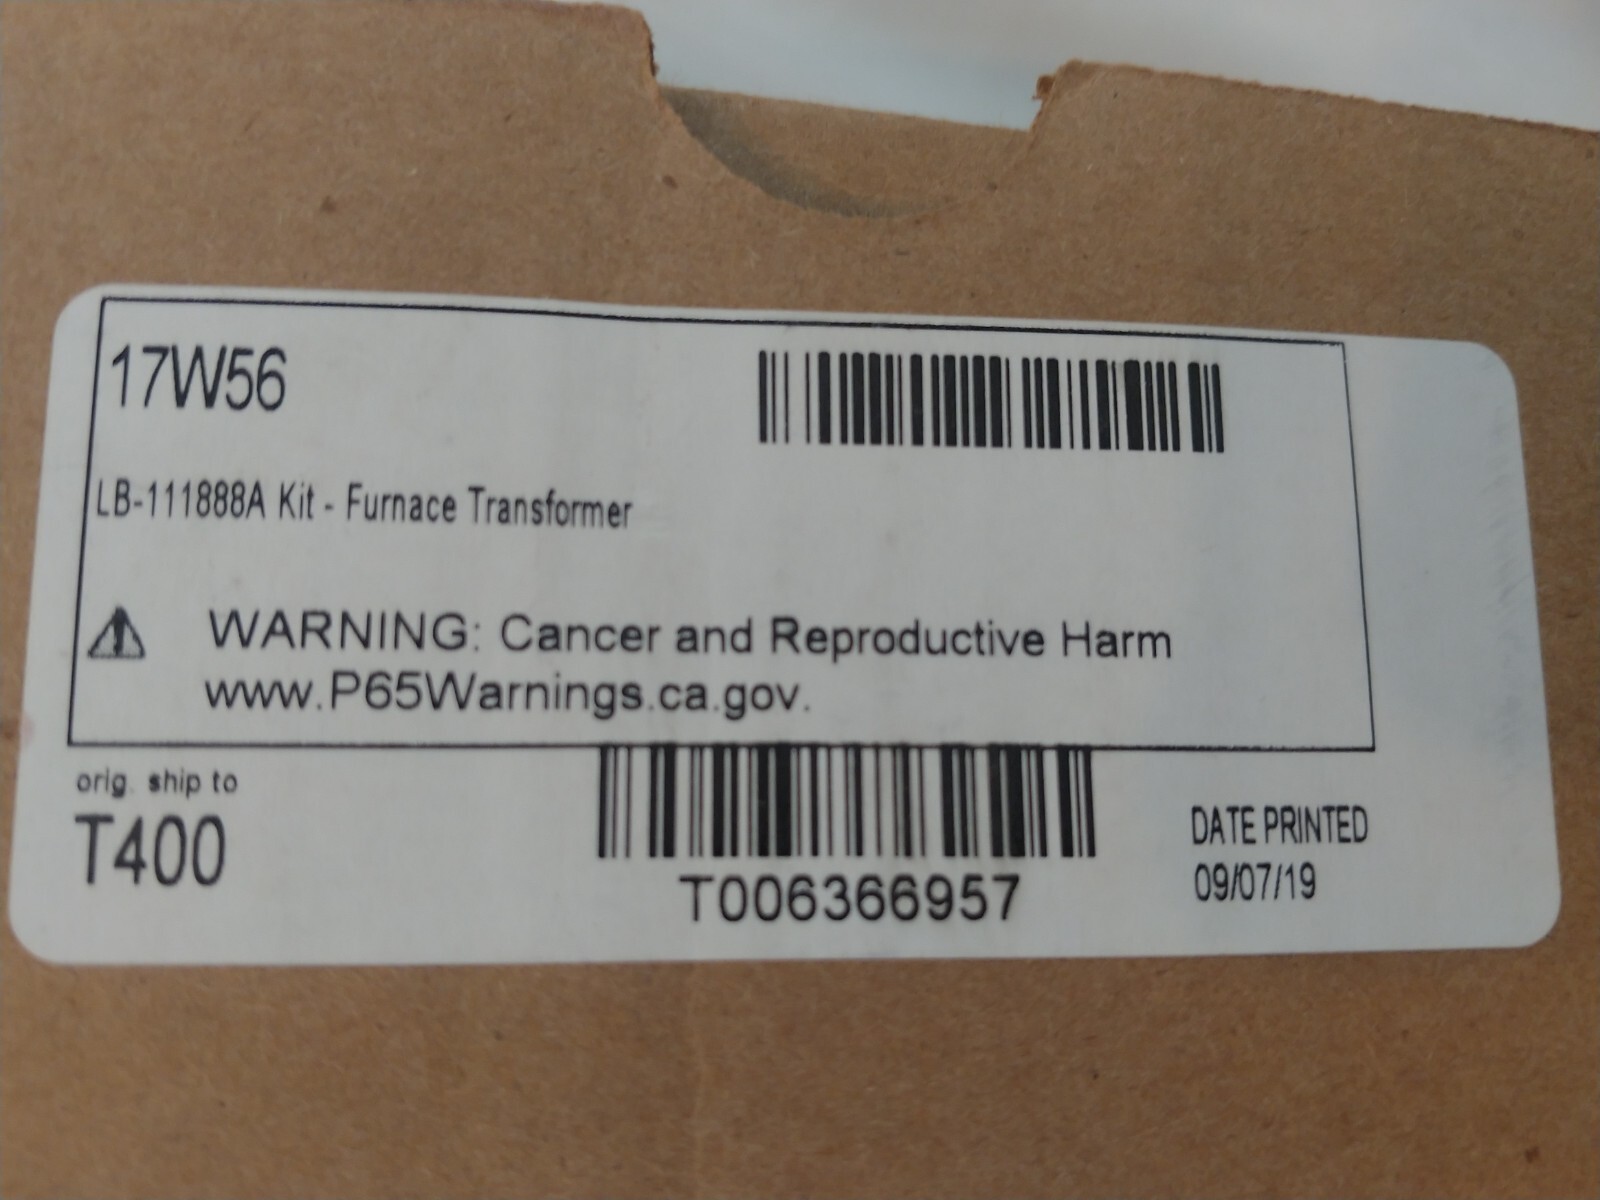 17W56
LB-111888A Kit - Furnace Transformer
WARNING: Cancer and Reproductive Harm
www.P65Warnings.ca.gov.
orig. ship to
T400
T006366957
DATE PRINTED
09/07/19